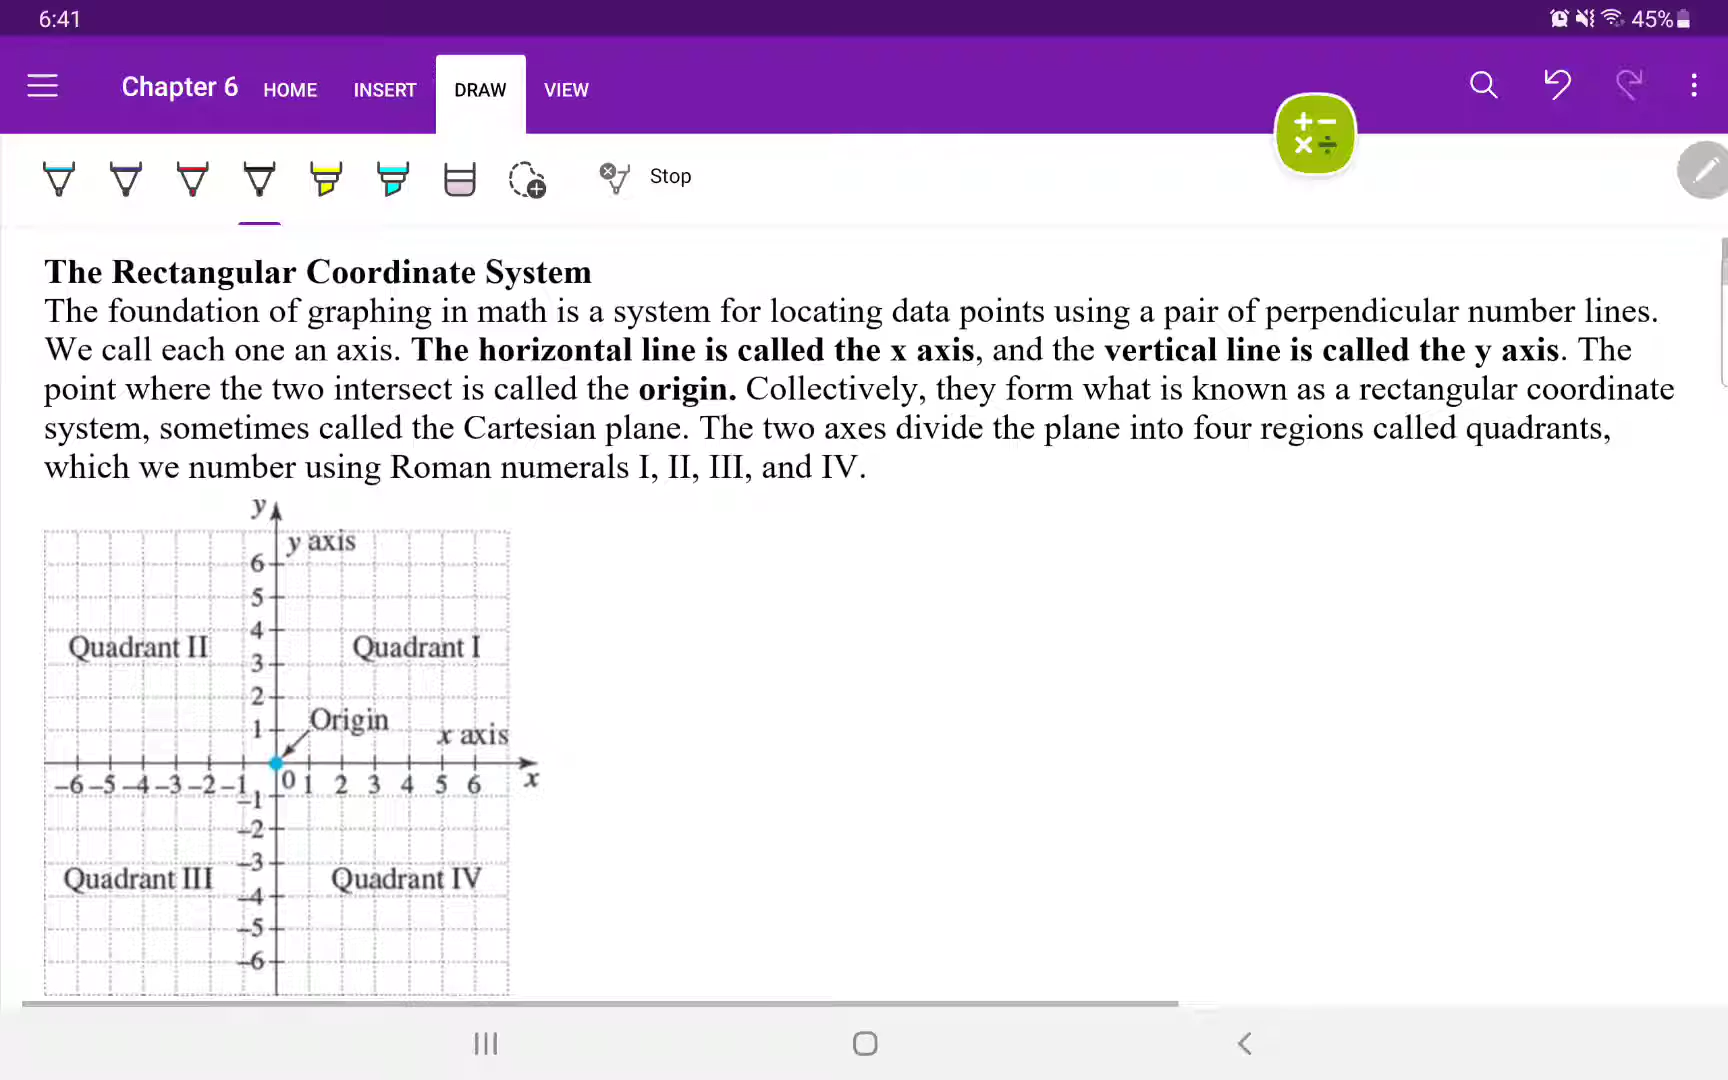 6:41
45%
Chapter 6 HOME INSERT DRAW VIEW
Stop
The Rectangular Coordinate System
The foundation of graphing in math is a system for locating data points using a pair of perpendicular number lines.
We call each one an axis. The horizontal line is called the x axis, and the vertical line is called the y axis. The
point where the two intersect is called the origin. Collectively, they form what is known as a rectangular coordinate
system, sometimes called the Cartesian plane. The two axes divide the plane into four regions called quadrants,
which we number using Roman numerals I, II, III, and IV.
y
y axis
6
5
4
Quadrant II Quadrant I
3
2
1
Origin
x axis
-6 -5 -4 -3 -2 -1 0 1 2 3 4 5 6 x
-1
-2
-3
Quadrant III Quadrant IV
-4
-5
-6